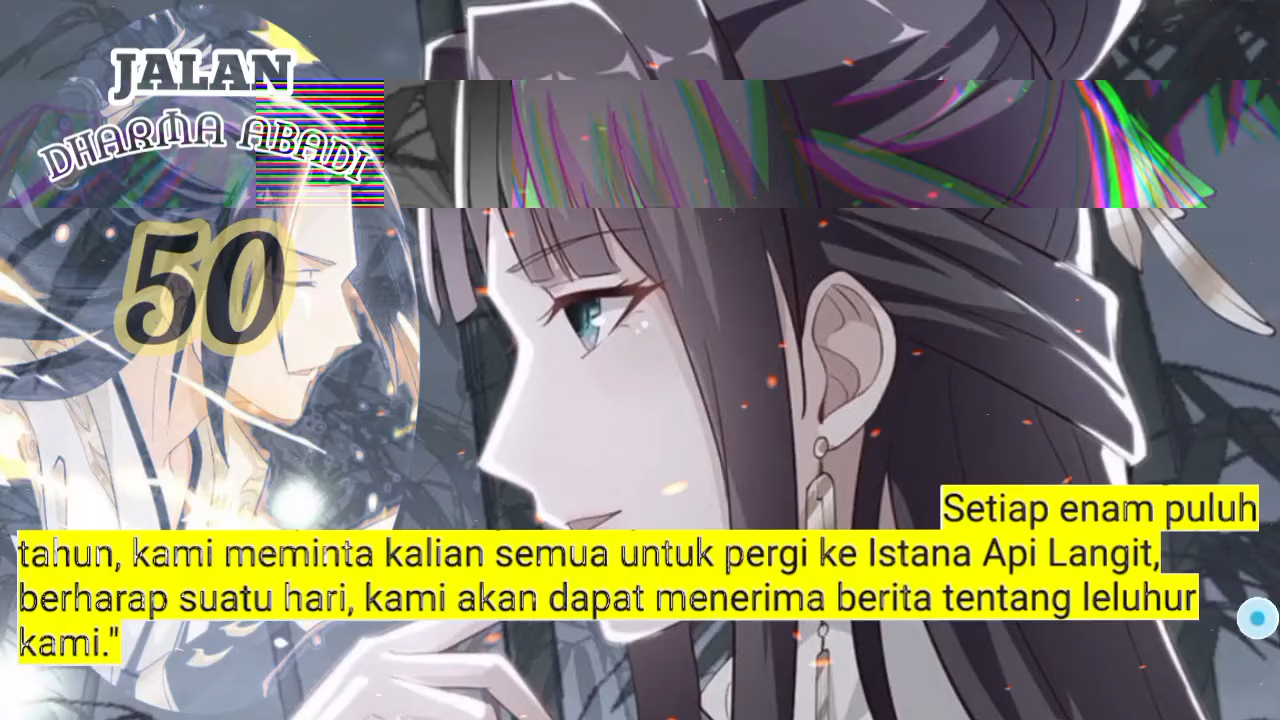 JALAN
DHARMA ABADI
50
Setiap enam puluh
tahun, kami meminta kalian semua untuk pergi ke Istana Api Langit,
berharap suatu hari, kami akan dapat menerima berita tentang leluhur
kami."